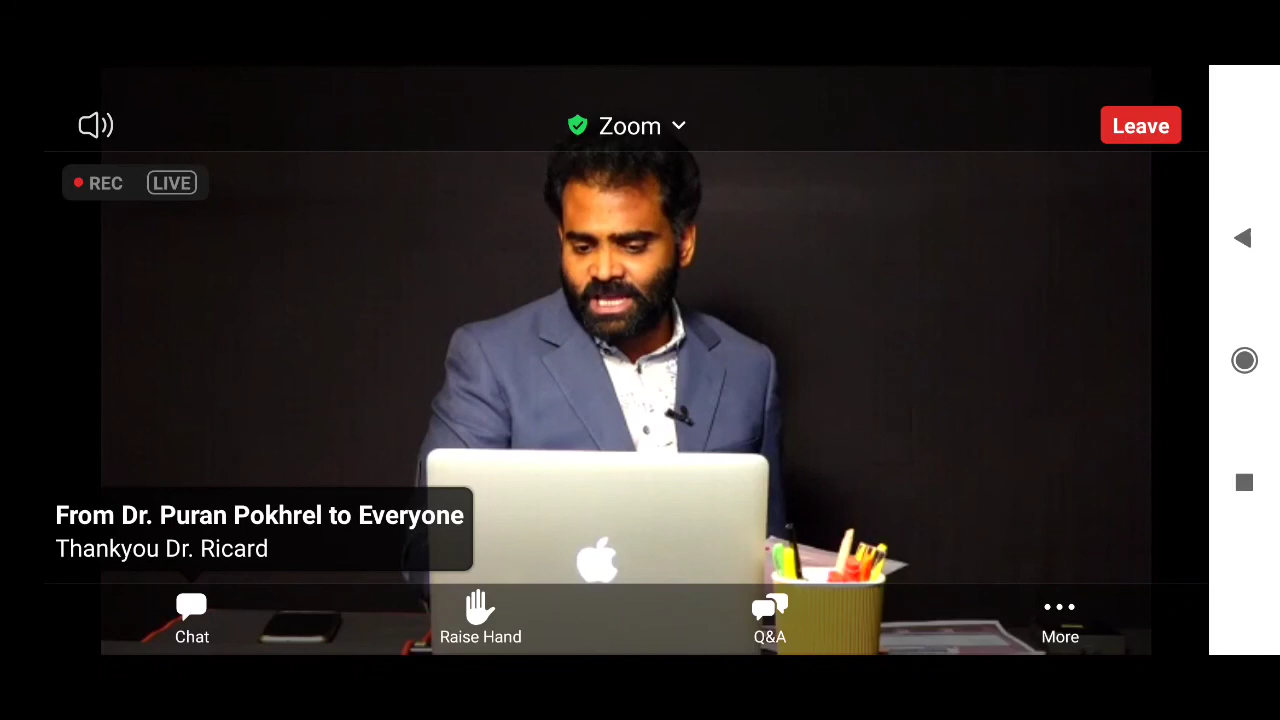 Zoom
Leave
REC LIVE
From Dr. Puran Pokhrel to Everyone
Thankyou Dr. Ricard
Chat
Raise Hand
Q&A
More